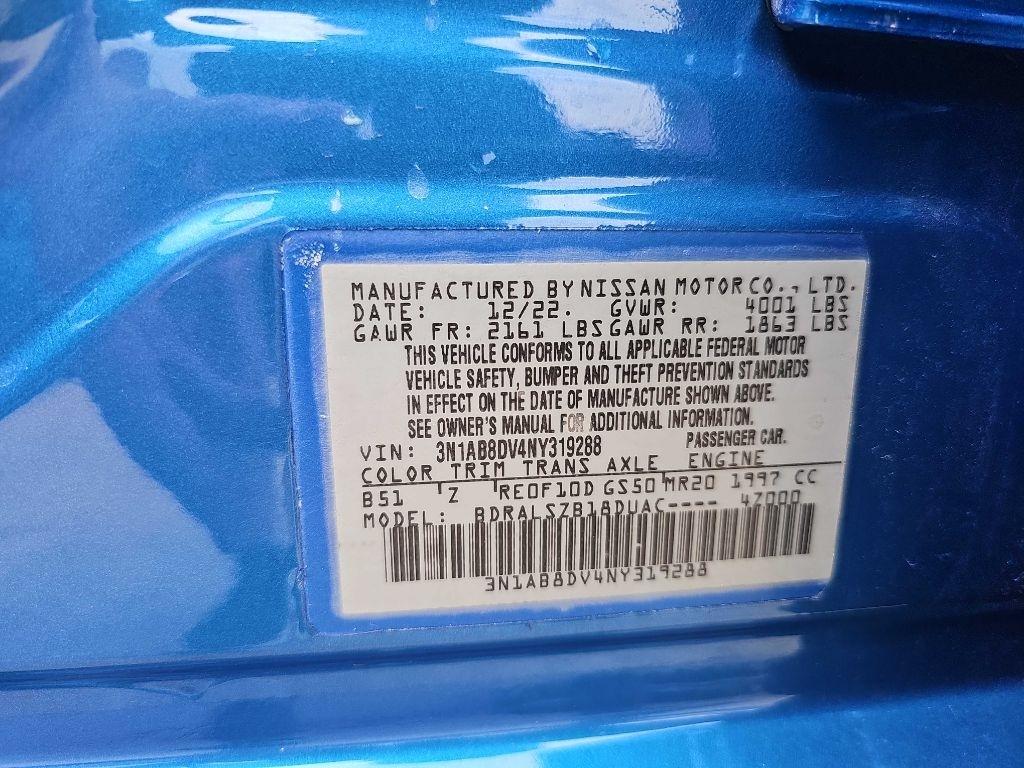 MANUFACTURED BY NISSAN MOTOR CO., LTD.
DATE: 12/22. GVWR: 4001 LBS
GAWR FR: 2161 LBS GAWR RR: 1863 LBS
THIS VEHICLE CONFORMS TO ALL APPLICABLE FEDERAL MOTOR
VEHICLE SAFETY, BUMPER AND THEFT PREVENTION STANDARDS
IN EFFECT ON THE DATE OF MANUFACTURE SHOWN ABOVE.
SEE OWNER'S MANUAL FOR ADDITIONAL INFORMATION.
VIN: 3N1AB8DV4NY319288 PASSENGER CAR.
COLOR TRIM TRANS AXLE ENGINE
B51 Z RE0F10D GS50 MR20 1997 CC
MODEL: BDRALSZB18DUAC---- 4Z000
3N1AB8DV4NY319288